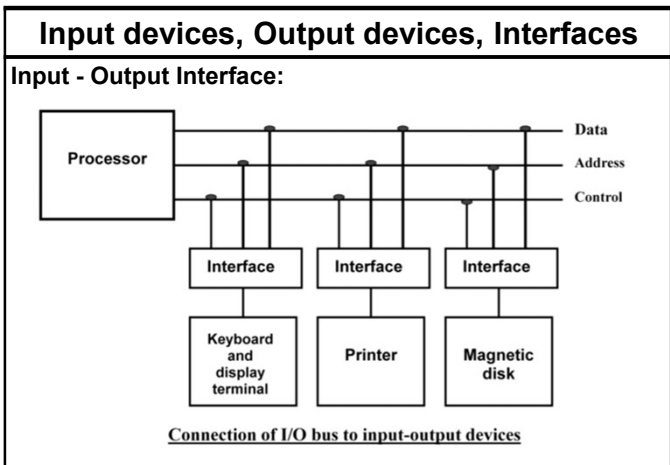 Input devices, Output devices, Interfaces
Input - Output Interface:
Processor
Data
Address
Control
Interface
Interface
Interface
Keyboard
and
display
terminal
Printer
Magnetic
disk
Connection of I/O bus to input-output devices